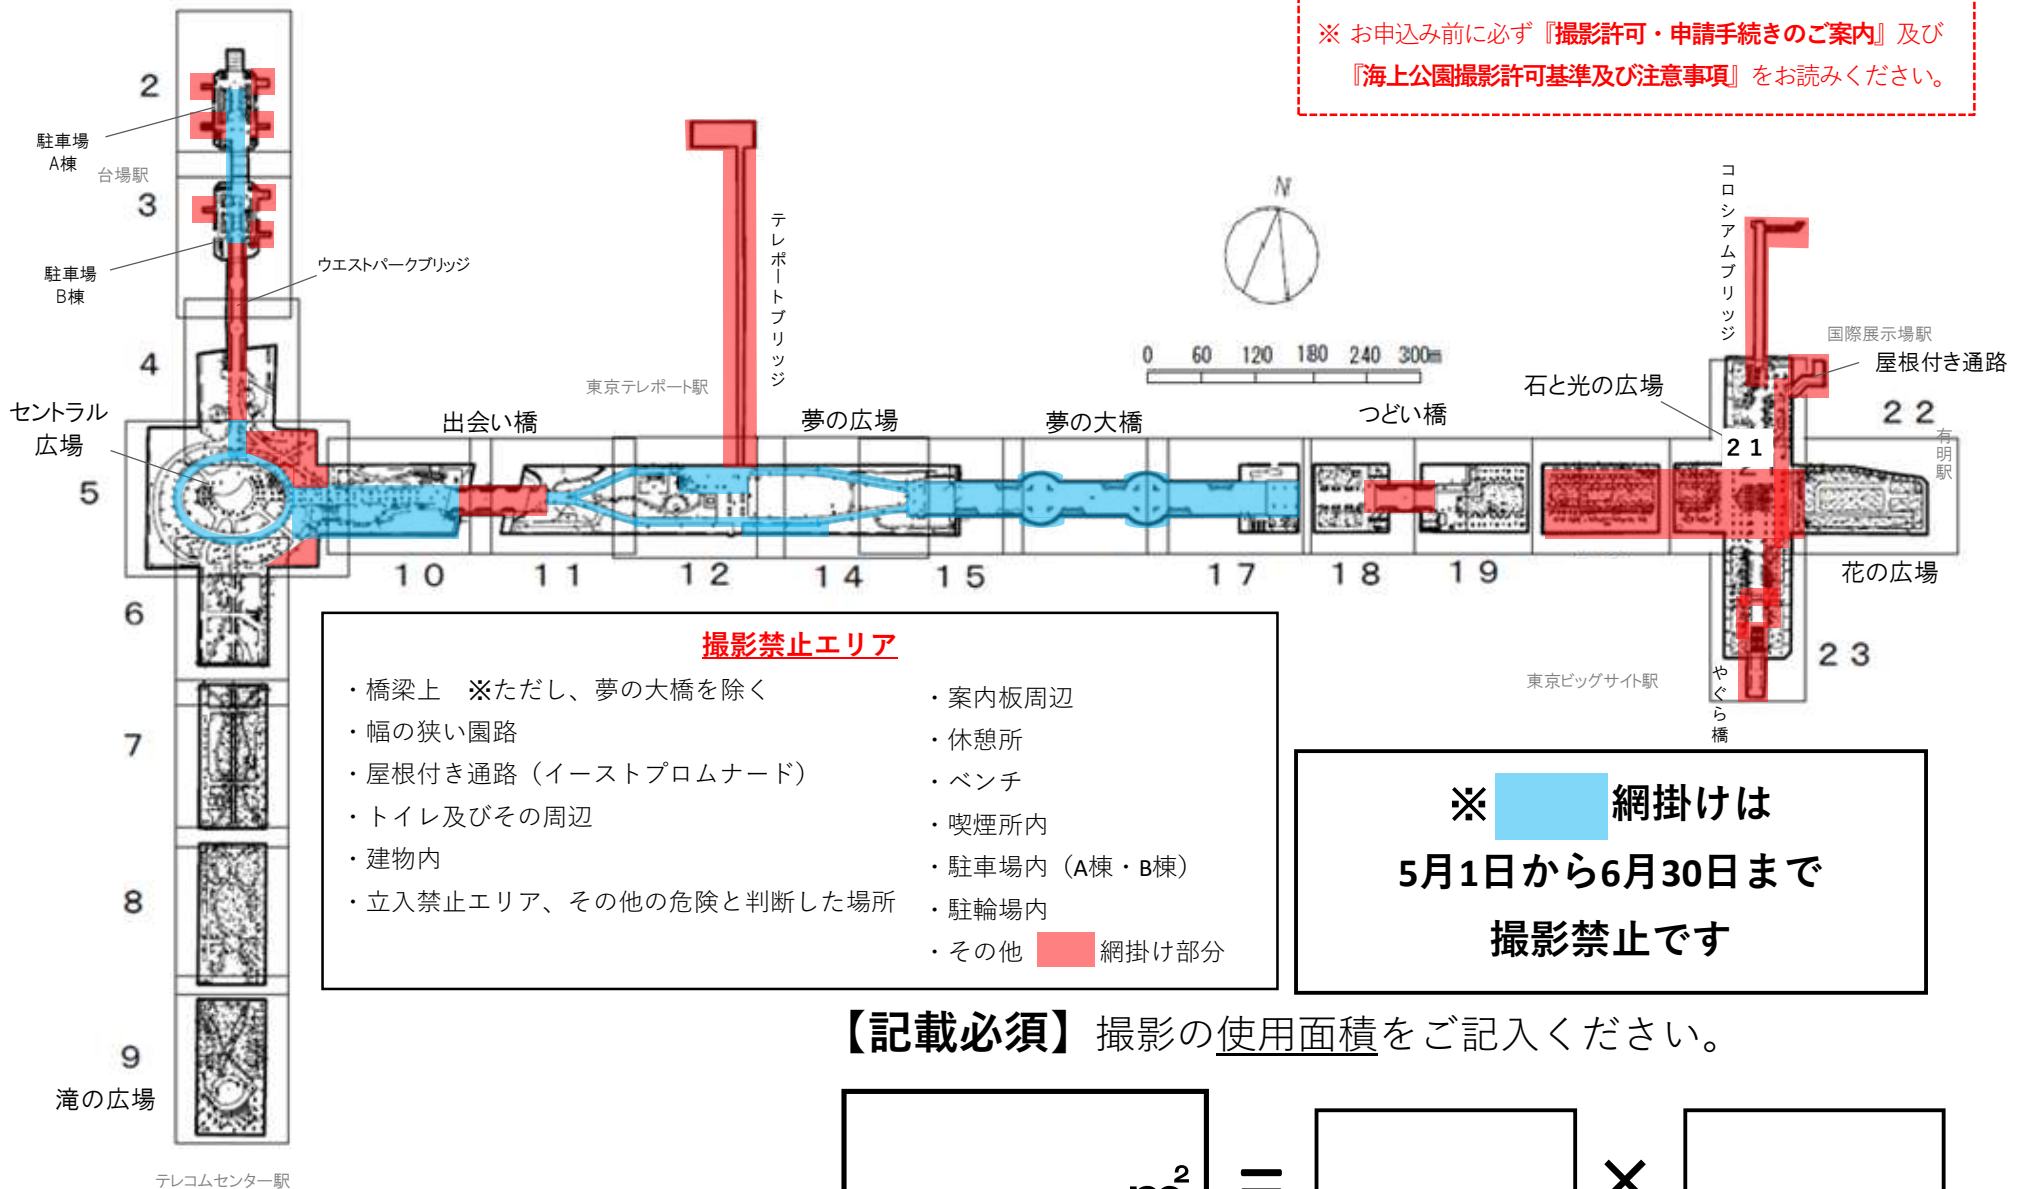 ※ お申込み前に必ず『撮影許可・申請手続きのご案内』及び
『海上公園撮影許可基準及び注意事項』をお読みください。
2
駐車場
A棟
台場駅
3
駐車場
B棟
ウエストパークブリッジ
テレポートブリッジ
N
コロシアムブリッジ
0 60 120 180 240 300m
国際展示場駅
屋根付き通路
4
東京テレポート駅
石と光の広場
セントラル
広場
出会い橋
夢の広場
夢の大橋
つどい橋
22
有明駅
21
5
10
11
12
14
15
17
18
19
花の広場
6
23
東京ビッグサイト駅
やぐら橋
撮影禁止エリア
・橋梁上 ※ただし、夢の大橋を除く
・幅の狭い園路
・屋根付き通路（イーストプロムナード）
・トイレ及びその周辺
・建物内
・立入禁止エリア、その他の危険と判断した場所
・案内板周辺
・休憩所
・ベンチ
・喫煙所内
・駐車場内（A棟・B棟）
・駐輪場内
・その他 網掛け部分
※ 網掛けは
5月1日から6月30日まで
撮影禁止です
7
8
9
滝の広場
テレコムセンター駅
【記載必須】撮影の使用面積をご記入ください。
m² = ×